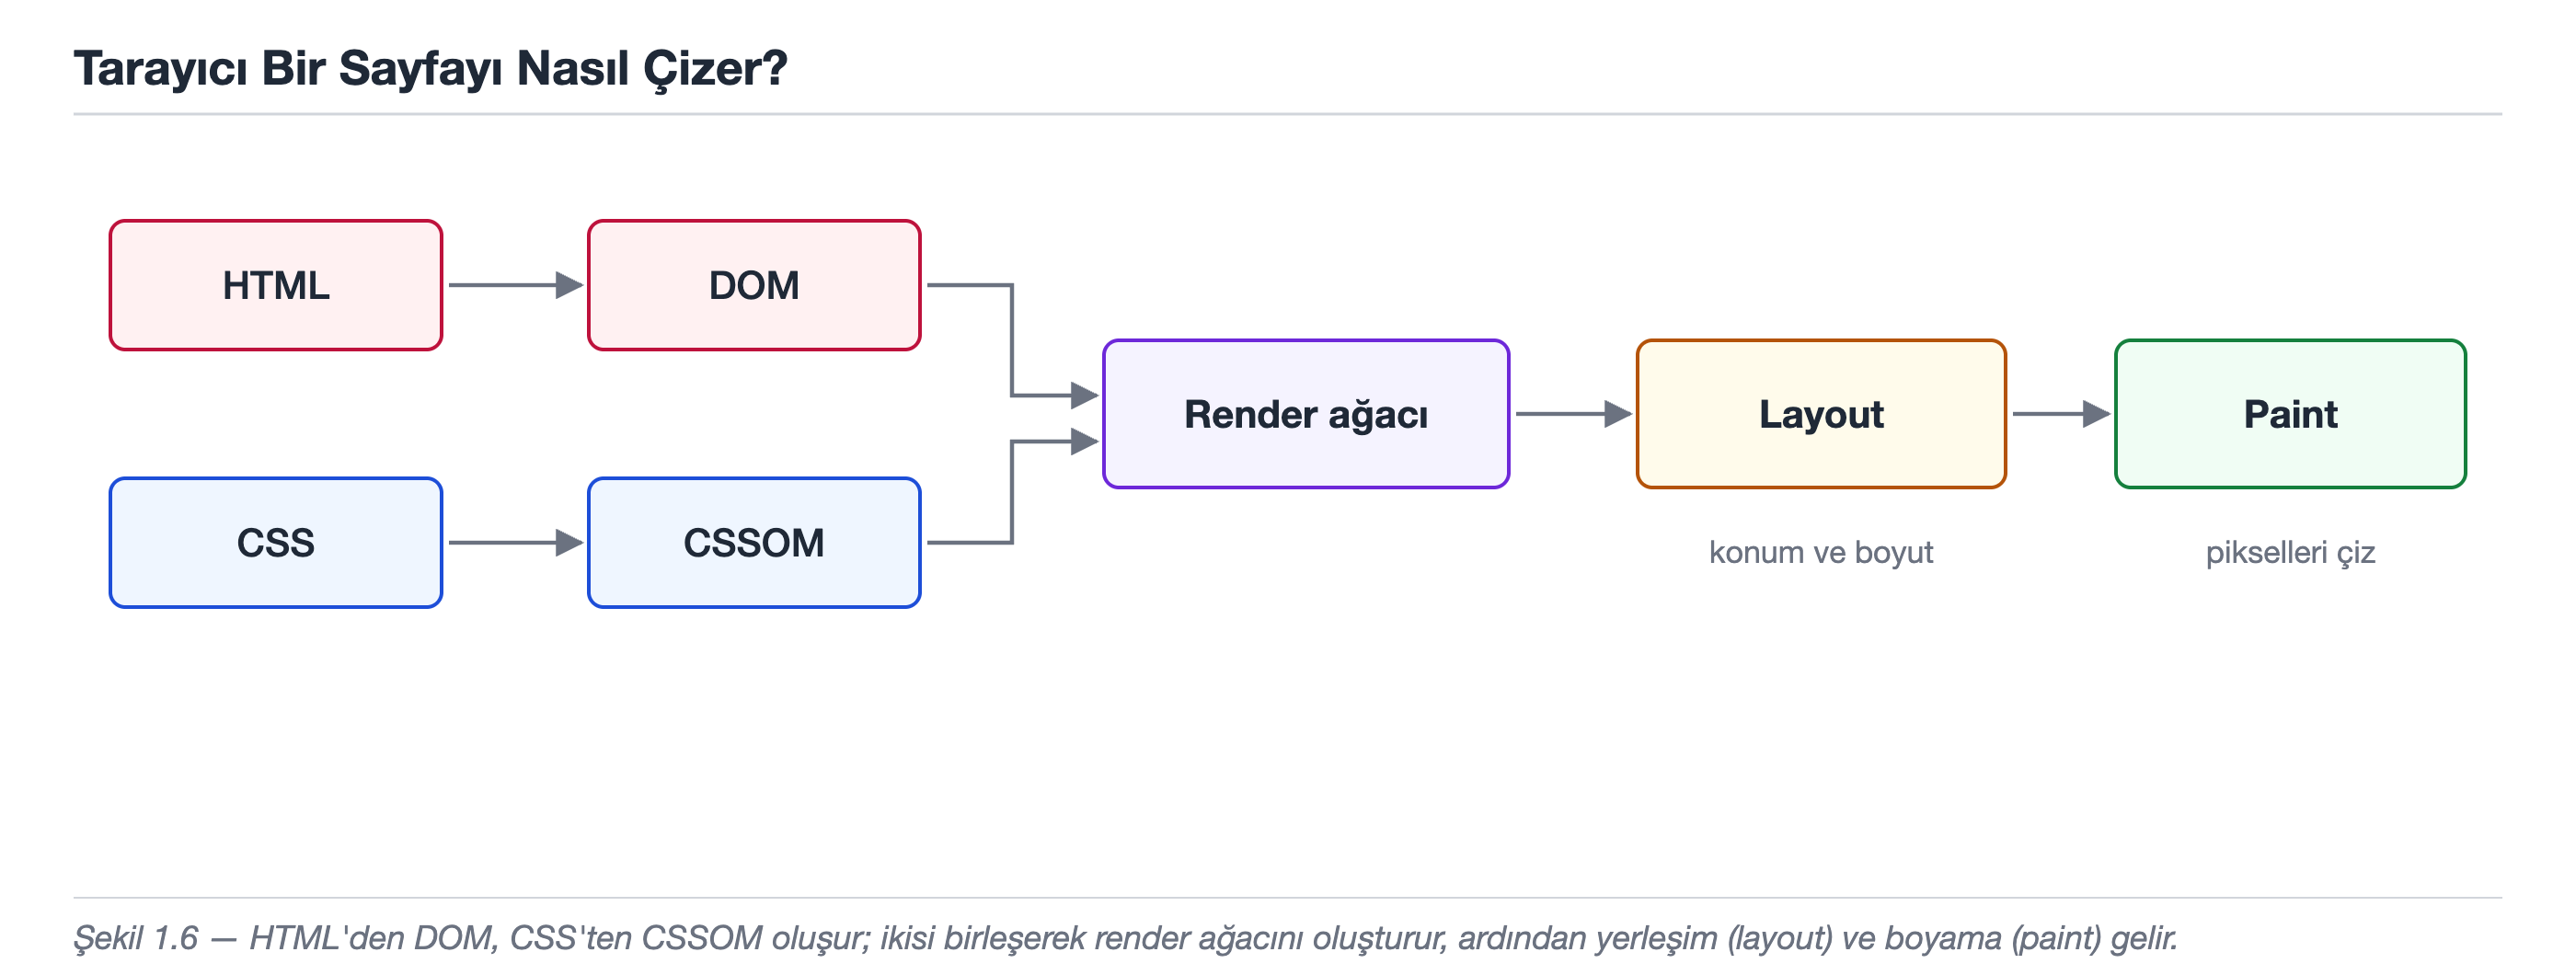 Tarayıcı Bir Sayfayı Nasıl Çizer?
HTML
DOM
CSS
CSSOM
Render ağacı
Layout
konum ve boyut
Paint
pikselleri çiz
Şekil 1.6 — HTML'den DOM, CSS'ten CSSOM oluşur; ikisi birleşerek render ağacını oluşturur, ardından yerleşim (layout) ve boyama (paint) gelir.